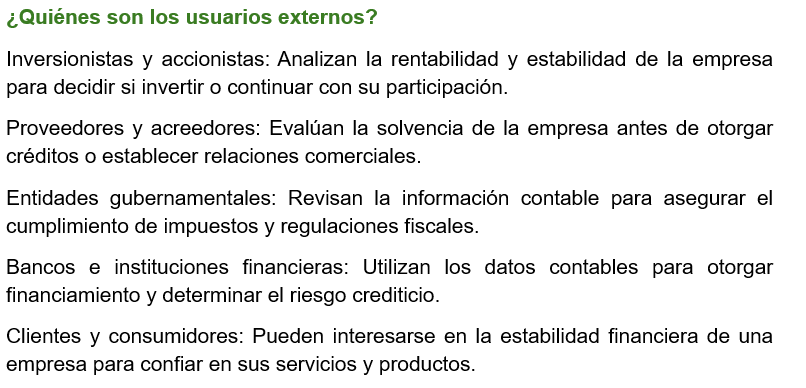 ¿Quiénes son los usuarios externos?
Inversionistas y accionistas: Analizan la rentabilidad y estabilidad de la empresa
para decidir si invertir o continuar con su participación.
Proveedores y acreedores: Evalúan la solvencia de la empresa antes de otorgar
créditos o establecer relaciones comerciales.
Entidades gubernamentales: Revisan la información contable para asegurar el
cumplimiento de impuestos y regulaciones fiscales.
Bancos e instituciones financieras: Utilizan los datos contables para otorgar
financiamiento y determinar el riesgo crediticio.
Clientes y consumidores: Pueden interesarse en la estabilidad financiera de una
empresa para confiar en sus servicios y productos.